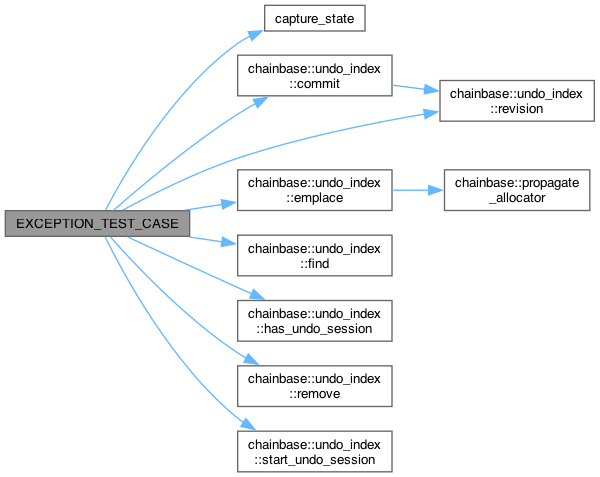 capture_state
chainbase::undo_index
::commit
chainbase::undo_index
::revision
chainbase::undo_index
::emplace
chainbase::propagate
_allocator
EXCEPTION_TEST_CASE
chainbase::undo_index
::find
chainbase::undo_index
::has_undo_session
chainbase::undo_index
::remove
chainbase::undo_index
::start_undo_session